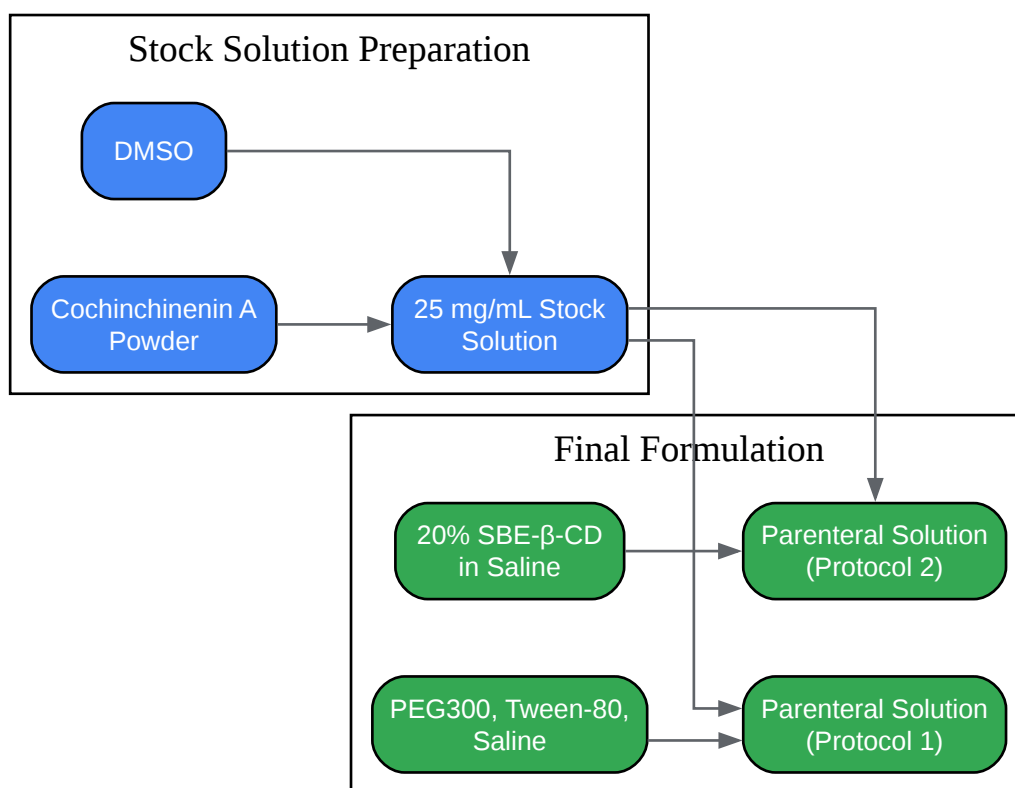 Stock Solution Preparation
DMSO
Cochinchinenin A
Powder
25 mg/mL Stock
Solution
Final Formulation
20% SBE-β-CD
in Saline
Parenteral Solution
(Protocol 2)
PEG300, Tween-80,
Saline
Parenteral Solution
(Protocol 1)